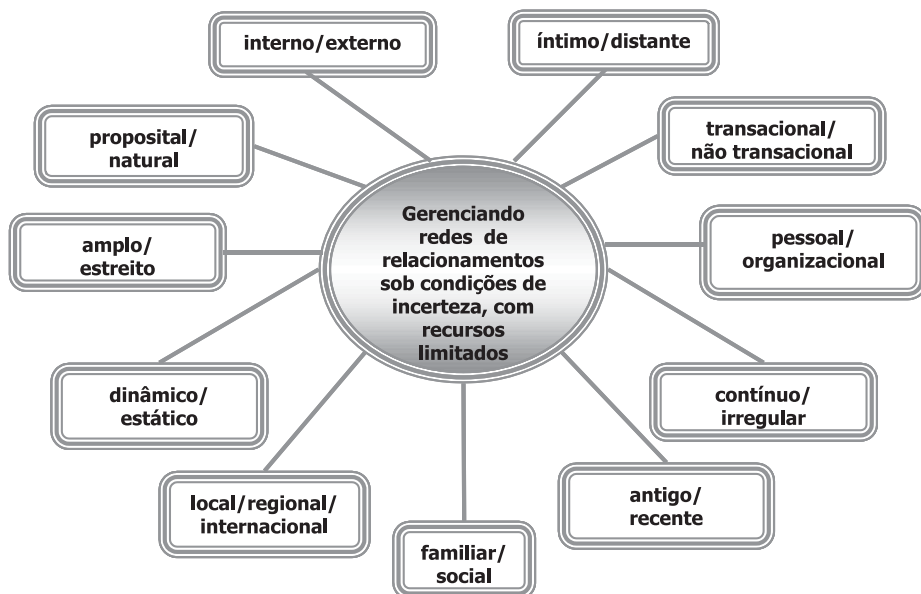 interno/externo
íntimo/distante
proposital/
natural
transacional/
não transacional
Gerenciando
redes de
relacionamentos
sob condições de
incerteza, com
recursos
limitados
amplo/
estreito
pessoal/
organizacional
dinâmico/
estático
contínuo/
irregular
local/regional/
internacional
antigo/
recente
familiar/
social